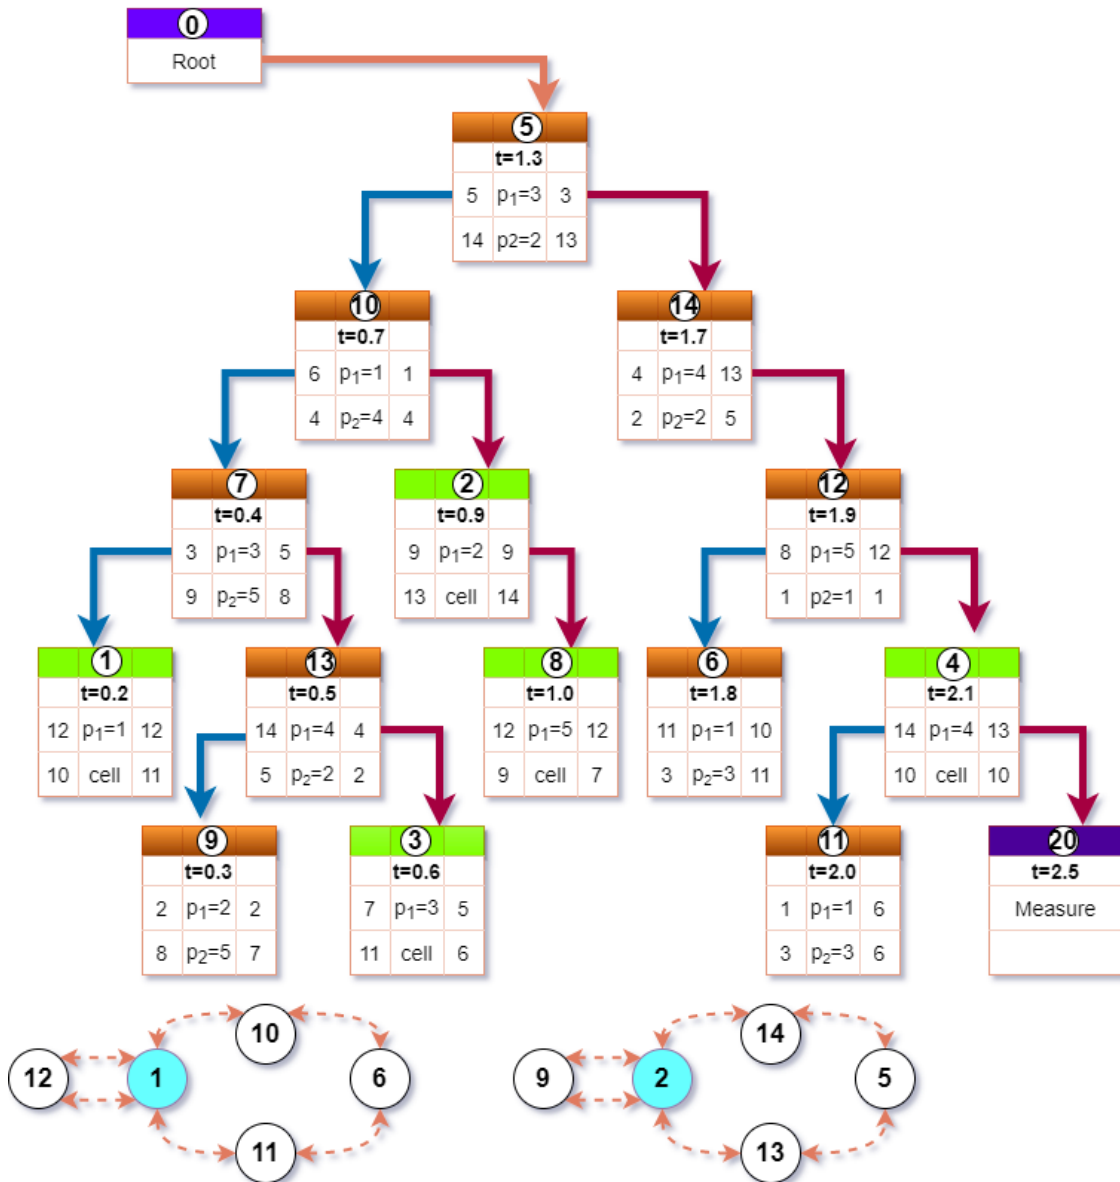 0
Root
5
t=1.3
5 p1=3 3
14 p2=2 13
10
t=0.7
6 p1=1 1
4 p2=4 4
14
t=1.7
4 p1=4 13
2 p2=2 5
7
t=0.4
3 p1=3 5
9 p2=5 8
2
t=0.9
9 p1=2 9
13 cell 14
12
t=1.9
8 p1=5 12
1 p2=1 1
1
t=0.2
12 p1=1 12
10 cell 11
13
t=0.5
14 p1=4 4
5 p2=2 2
8
t=1.0
12 p1=5 12
9 cell 7
6
t=1.8
11 p1=1 10
3 p2=3 11
4
t=2.1
14 p1=4 13
10 cell 10
9
t=0.3
2 p1=2 2
8 p2=5 7
3
t=0.6
7 p1=3 5
11 cell 6
11
t=2.0
1 p1=1 6
3 p2=3 6
20
t=2.5
Measure
10
12 1 6
11
14
9 2 5
13